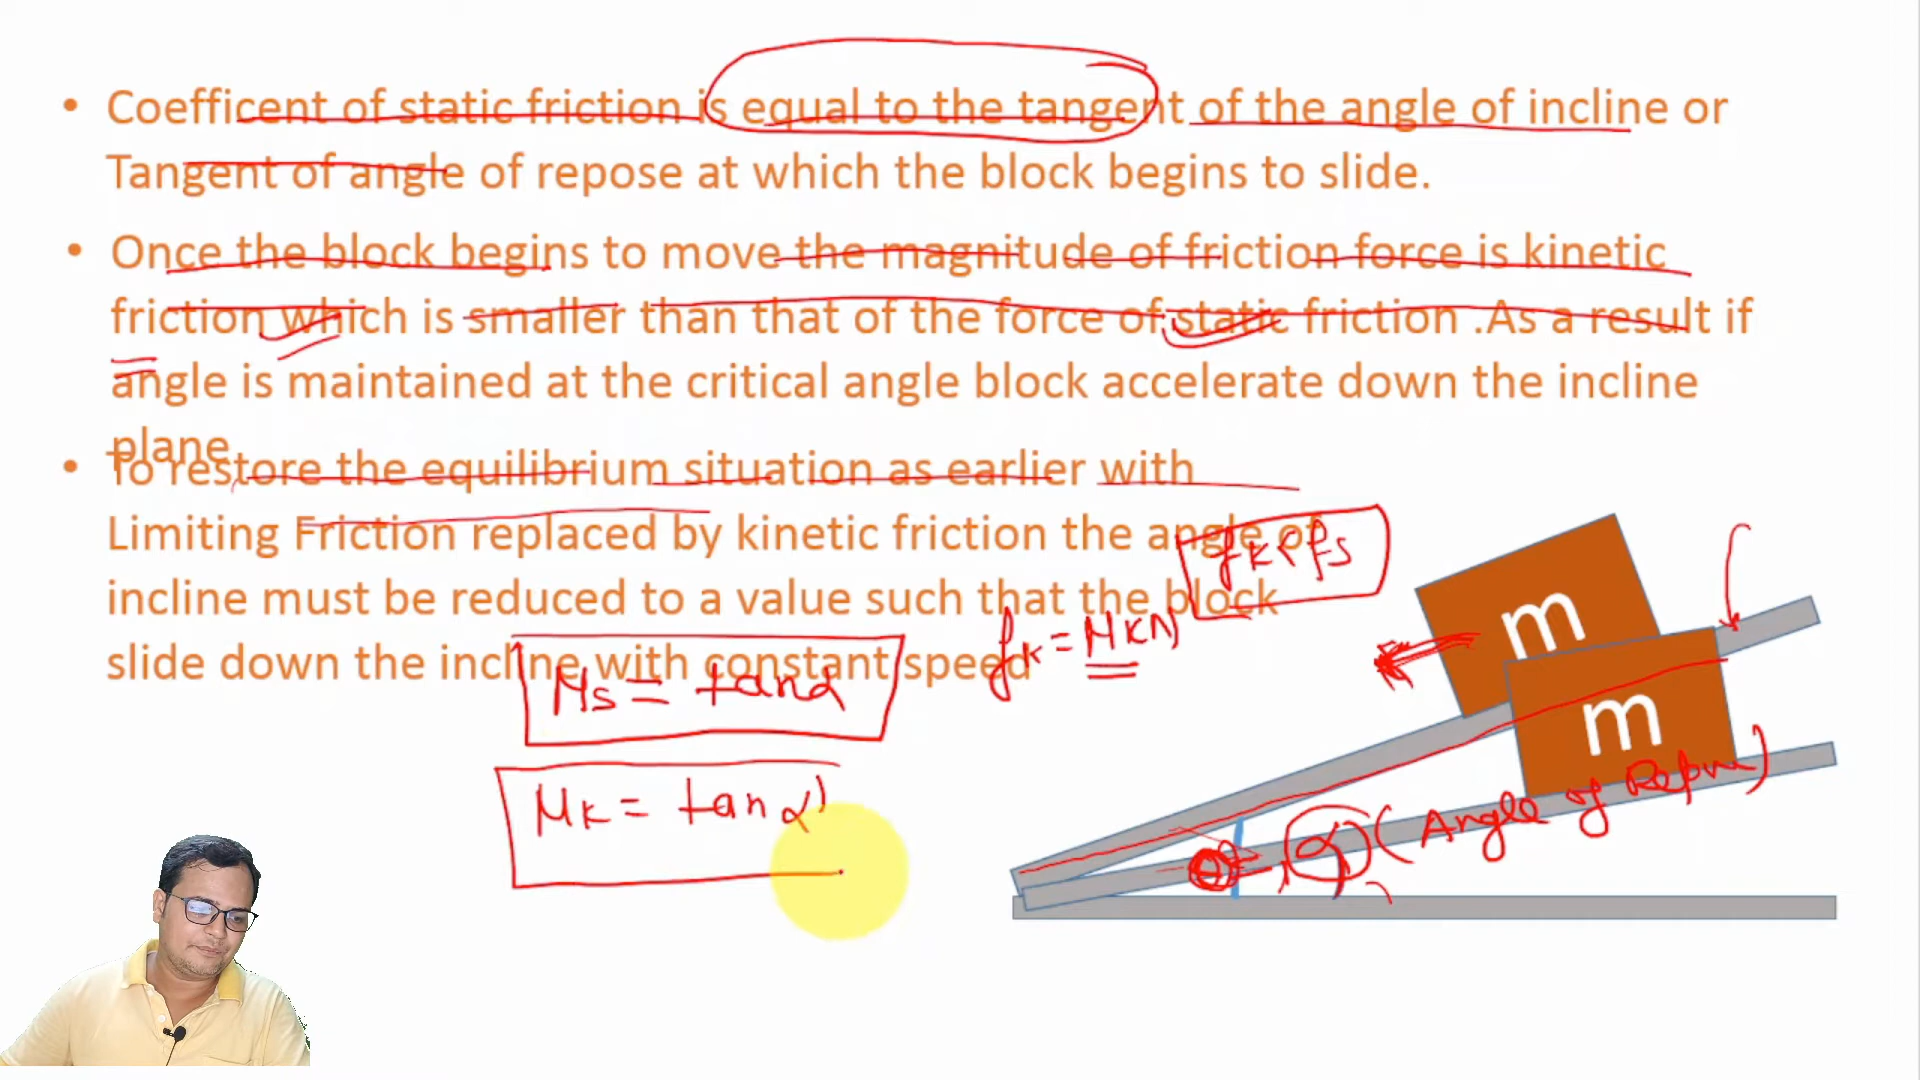 • Coefficent of static friction is equal to the tangent of the angle of incline or
Tangent of angle of repose at which the block begins to slide.
• Once the block begins to move the magnitude of friction force is kinetic
friction which is smaller than that of the force of static friction .As a result if
angle is maintained at the critical angle block accelerate down the incline
plane
• To restore the equilibrium situation as earlier with
Limiting Friction replaced by kinetic friction the angle of
incline must be reduced to a value such that the block
slide down the incline with constant speed
fK < fs
fK = μKN
μs = tanα
μK = tanα'
m
m
θ, α (Angle of Repose)